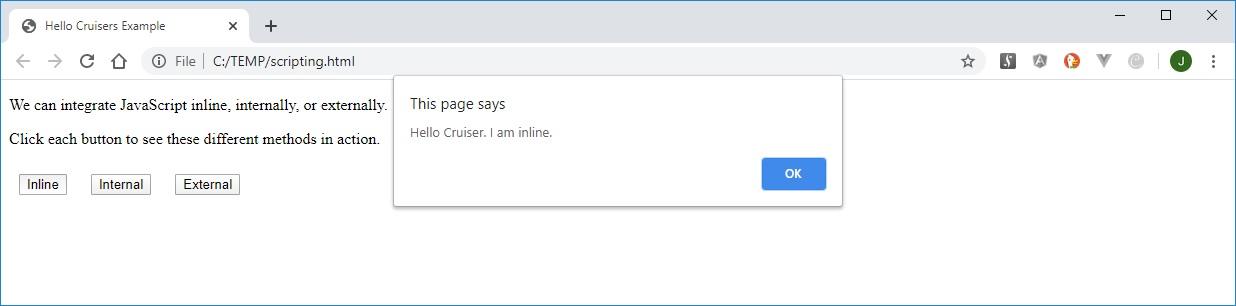 Hello Cruisers Example
File C:/TEMP/scripting.html
J
We can integrate JavaScript inline, internally, or externally.
Click each button to see these different methods in action.
Inline Internal External
This page says
Hello Cruiser. I am inline.
OK